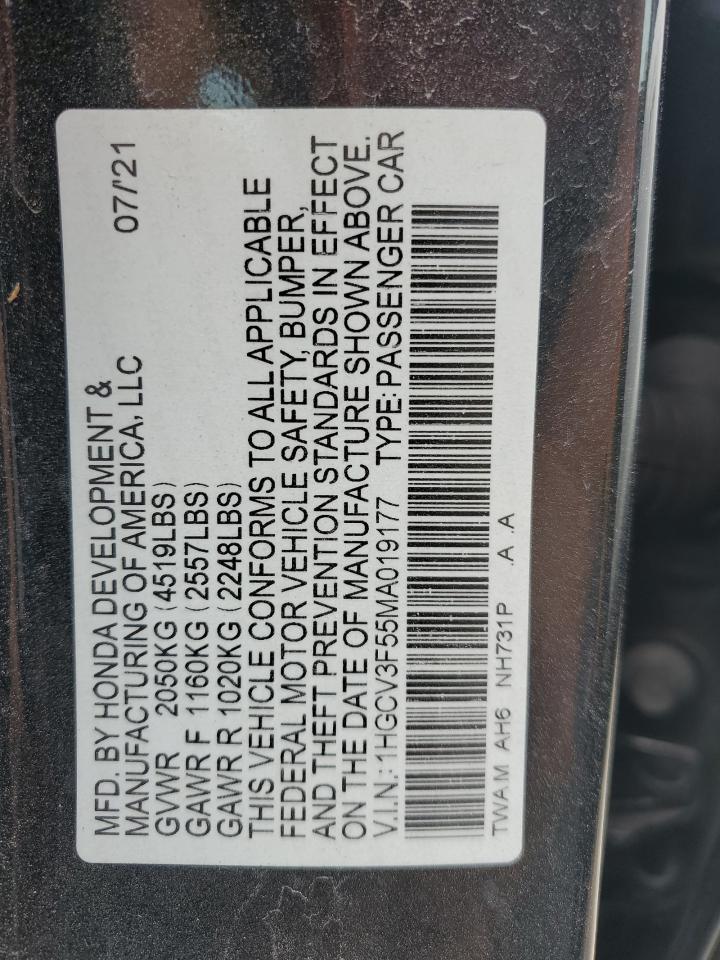 MFD. BY HONDA DEVELOPMENT & 07/'21
MANUFACTURING OF AMERICA, LLC
GVWR 2050KG (4519LBS)
GAWR F 1160KG (2557LBS)
GAWR R 1020KG (2248LBS)
THIS VEHICLE CONFORMS TO ALL APPLICABLE
FEDERAL MOTOR VEHICLE SAFETY, BUMPER,
AND THEFT PREVENTION STANDARDS IN EFFECT
ON THE DATE OF MANUFACTURE SHOWN ABOVE.
V.I.N.: 1HGCV3F55MA019177 TYPE: PASSENGER CAR
TWAM AH6 NH731P .A .A